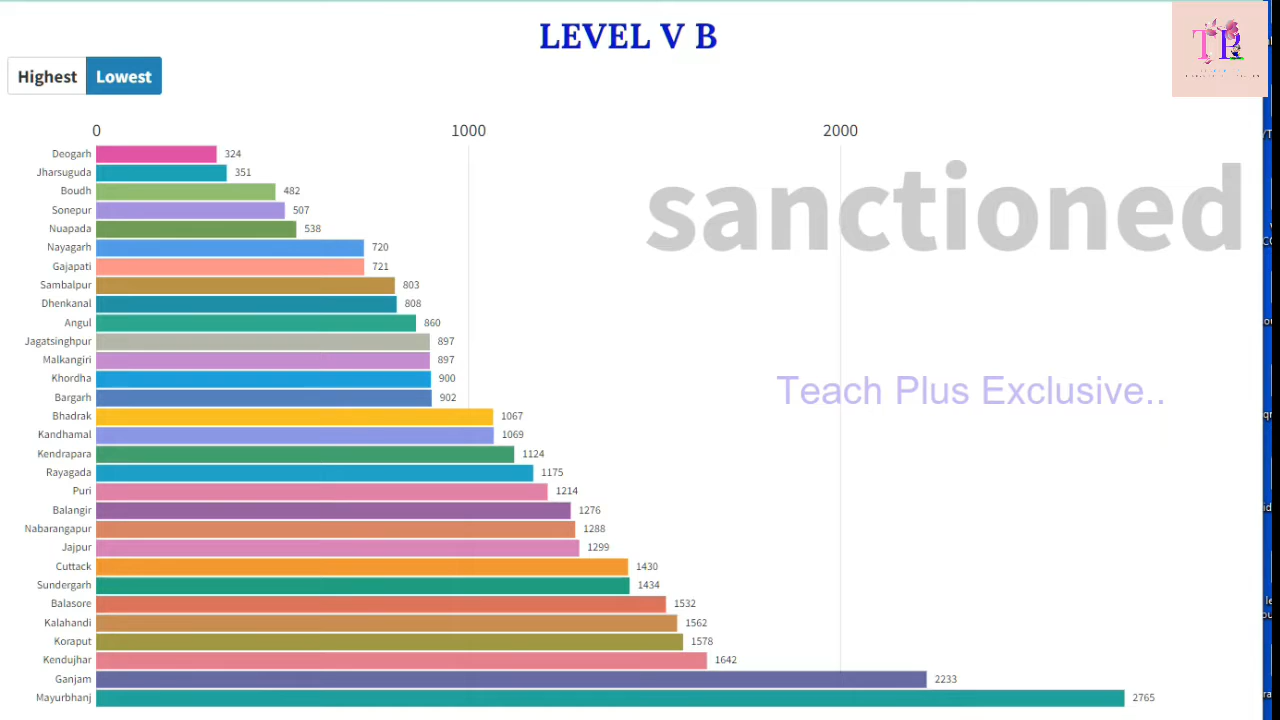 LEVEL V B
TR
Highest Lowest
0 1000 2000
sanctioned
Deogarh 324
Jharsuguda 351
Boudh 482
Sonepur 507
Nuapada 538
Nayagarh 720
Gajapati 721
Sambalpur 803
Dhenkanal 808
Angul 860
Jagatsinghpur 897
Malkangiri 897
Khordha 900
Bargarh 902
Teach Plus Exclusive..
Bhadrak 1067
Kandhamal 1069
Kendrapara 1124
Rayagada 1175
Puri 1214
Balangir 1276
Nabarangapur 1288
Jajpur 1299
Cuttack 1430
Sundergarh 1434
Balasore 1532
Kalahandi 1562
Koraput 1578
Kendujhar 1642
Ganjam 2233
Mayurbhanj 2765